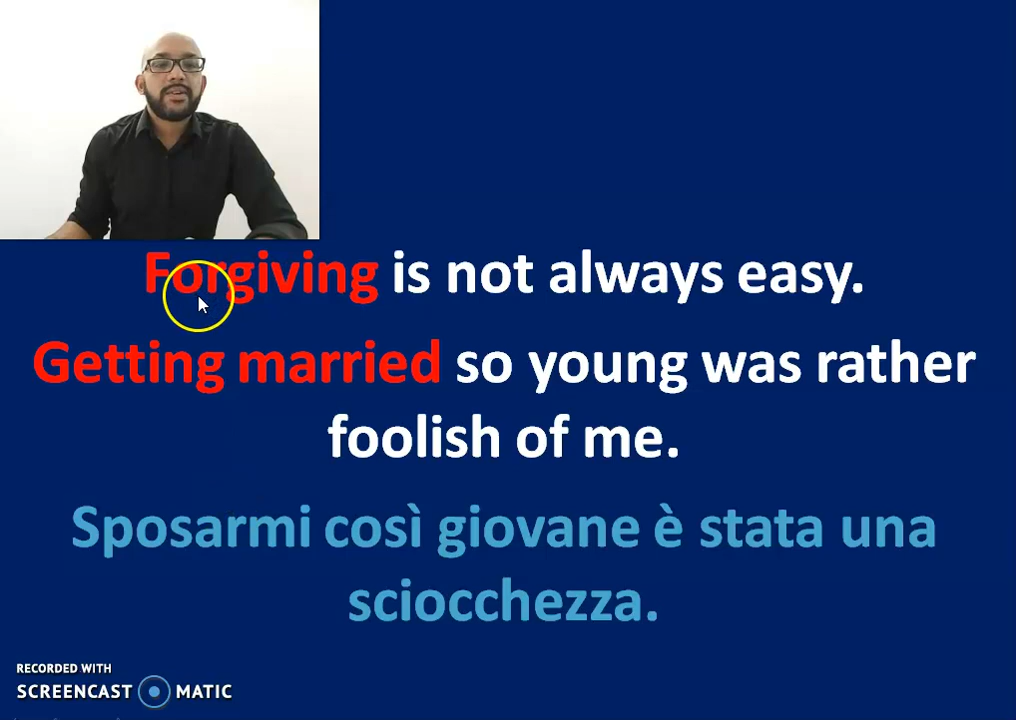 Forgiving is not always easy.
Getting married so young was rather
foolish of me.
Sposarmi così giovane è stata una
sciocchezza.
RECORDED WITH
SCREENCAST MATIC